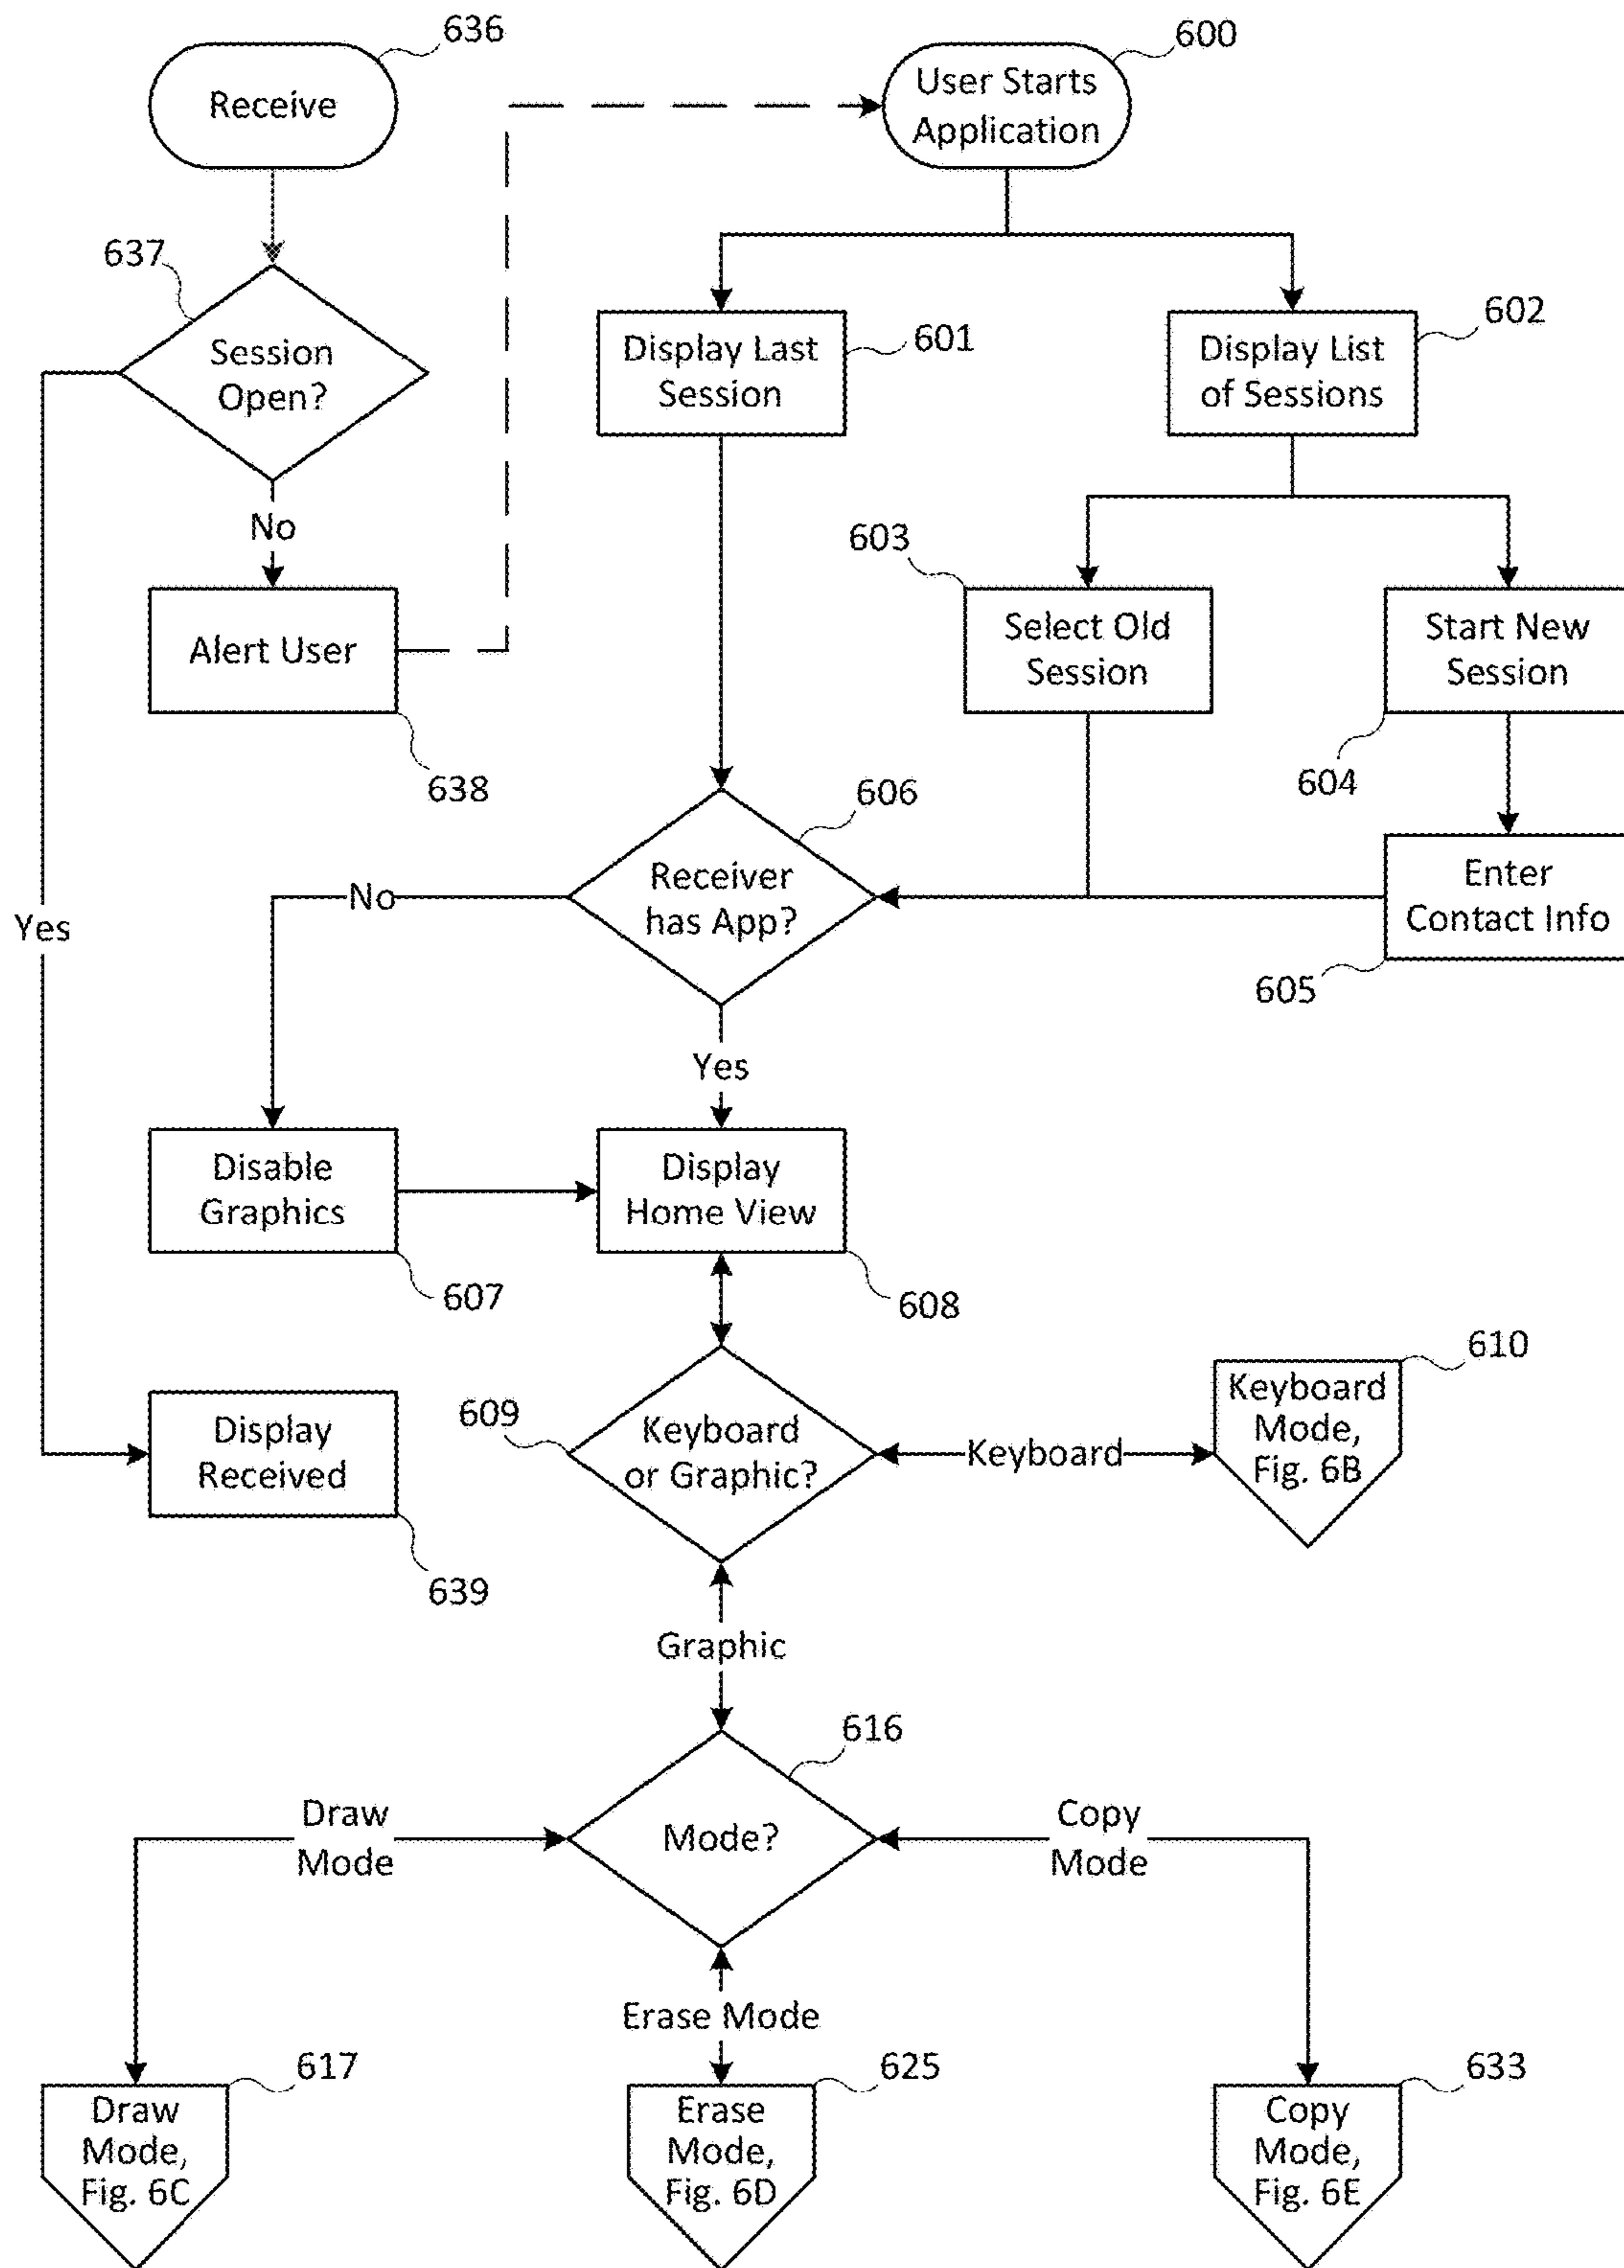 636
Receive
600
User Starts
Application
637
Session
Open?
601
Display Last
Session
602
Display List
of Sessions
No
603
Select Old
Session
Start New
Session
604
Alert User
638
606
Receiver
has App?
No
Enter
Contact Info
605
Yes
Yes
Disable
Graphics
607
Display
Home View
608
609
Keyboard
or Graphic?
Keyboard
610
Keyboard
Mode,
Fig. 6B
Display
Received
639
Graphic
616
Mode?
Draw
Mode
Copy
Mode
Erase Mode
617
Draw
Mode,
Fig. 6C
625
Erase
Mode,
Fig. 6D
633
Copy
Mode,
Fig. 6E